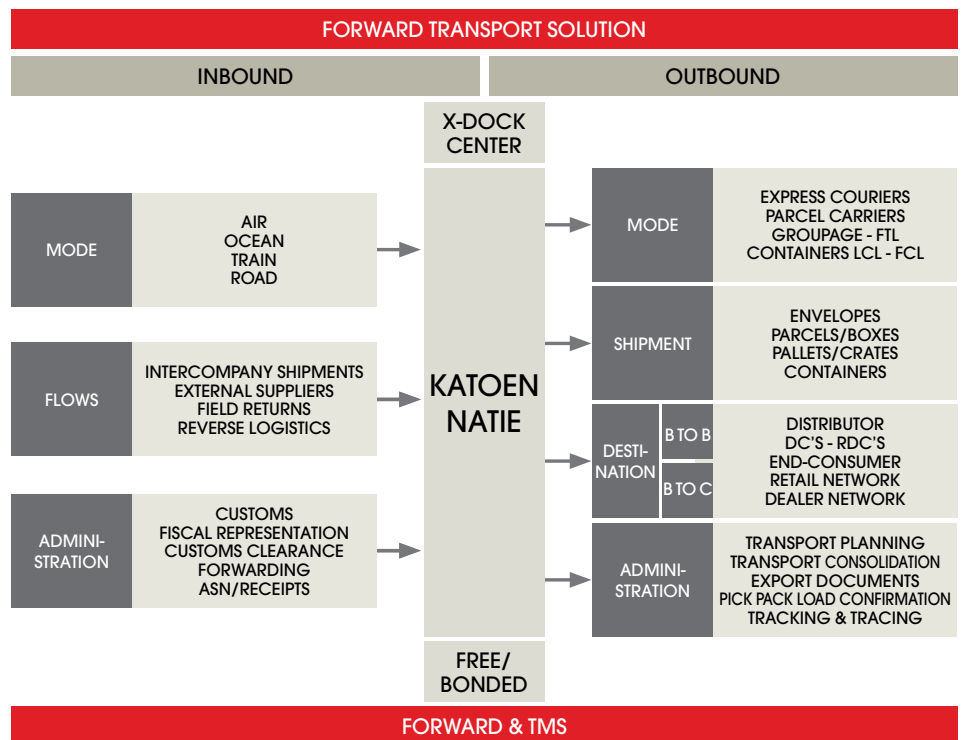 FORWARD TRANSPORT SOLUTION
INBOUND
OUTBOUND
X-DOCK
CENTER
MODE
AIR
OCEAN
TRAIN
ROAD
FLOWS
INTERCOMPANY SHIPMENTS
EXTERNAL SUPPLIERS
FIELD RETURNS
REVERSE LOGISTICS
ADMINI-
STRATION
CUSTOMS
FISCAL REPRESENTATION
CUSTOMS CLEARANCE
FORWARDING
ASN/RECEIPTS
KATOEN
NATIE
MODE
EXPRESS COURIERS
PARCEL CARRIERS
GROUPAGE - FTL
CONTAINERS LCL - FCL
SHIPMENT
ENVELOPES
PARCELS/BOXES
PALLETS/CRATES
CONTAINERS
DESTI-
NATION
B TO B
B TO C
DISTRIBUTOR
DC'S - RDC'S
END-CONSUMER
RETAIL NETWORK
DEALER NETWORK
ADMINI-
STRATION
TRANSPORT PLANNING
TRANSPORT CONSOLIDATION
EXPORT DOCUMENTS
PICK PACK LOAD CONFIRMATION
TRACKING & TRACING
FREE/
BONDED
FORWARD & TMS